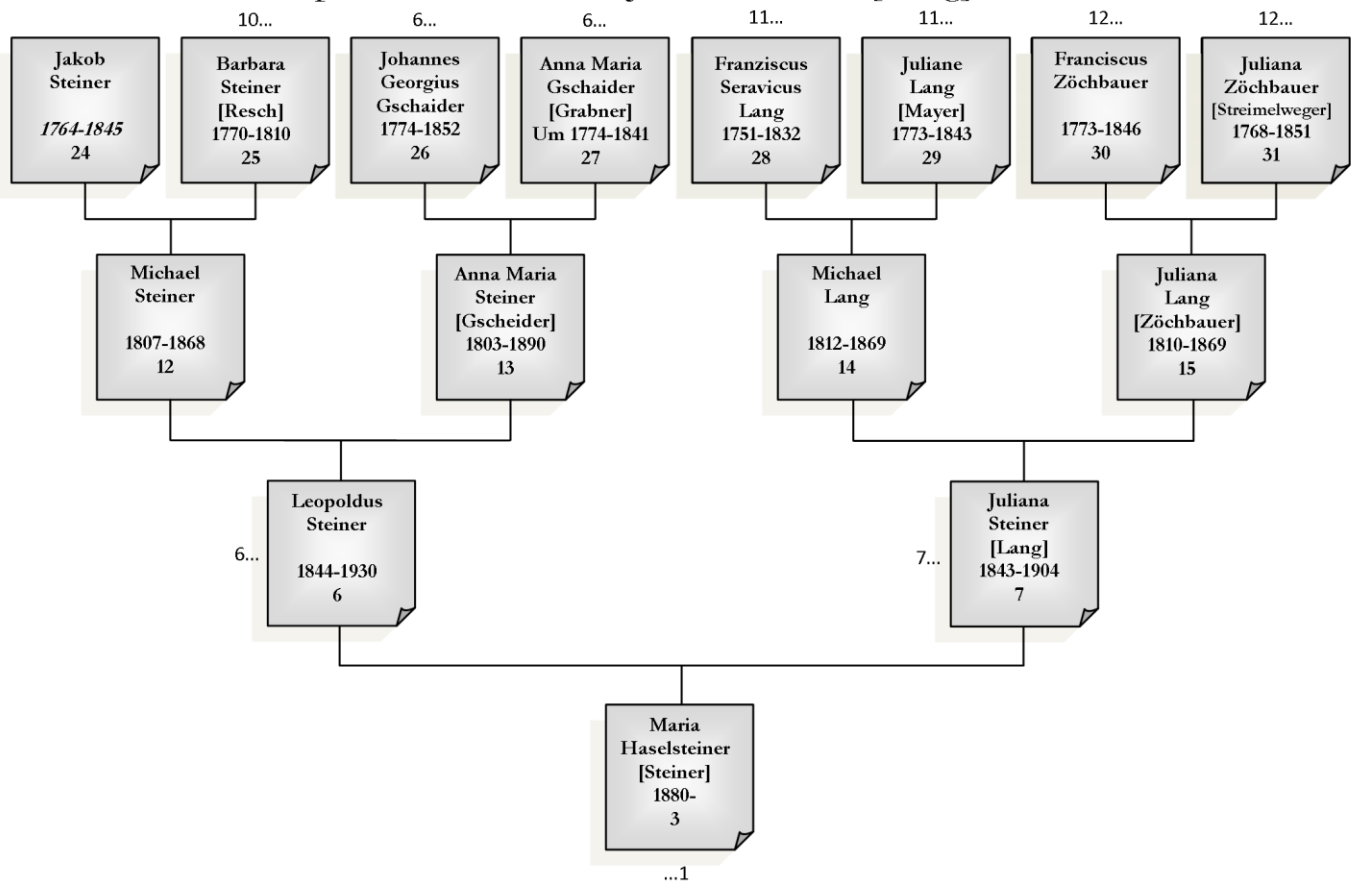 10...
6...
6...
11...
11...
12...
12...
Jakob
Steiner
1764-1845
24
Barbara
Steiner
[Resch]
1770-1810
25
Johannes
Georgius
Gschaider
1774-1852
26
Anna Maria
Gschaider
[Grabner]
Um 1774-1841
27
Franziscus
Seravicus
Lang
1751-1832
28
Juliane
Lang
[Mayer]
1773-1843
29
Franciscus
Zöchbauer
1773-1846
30
Juliana
Zöchbauer
[Streimelweger]
1768-1851
31
Michael
Steiner
1807-1868
12
Anna Maria
Steiner
[Gscheider]
1803-1890
13
Michael
Lang
1812-1869
14
Juliana
Lang
[Zöchbauer]
1810-1869
15
6...
Leopoldus
Steiner
1844-1930
6
7...
Juliana
Steiner
[Lang]
1843-1904
7
Maria
Haselsteiner
[Steiner]
1880-
3
...1